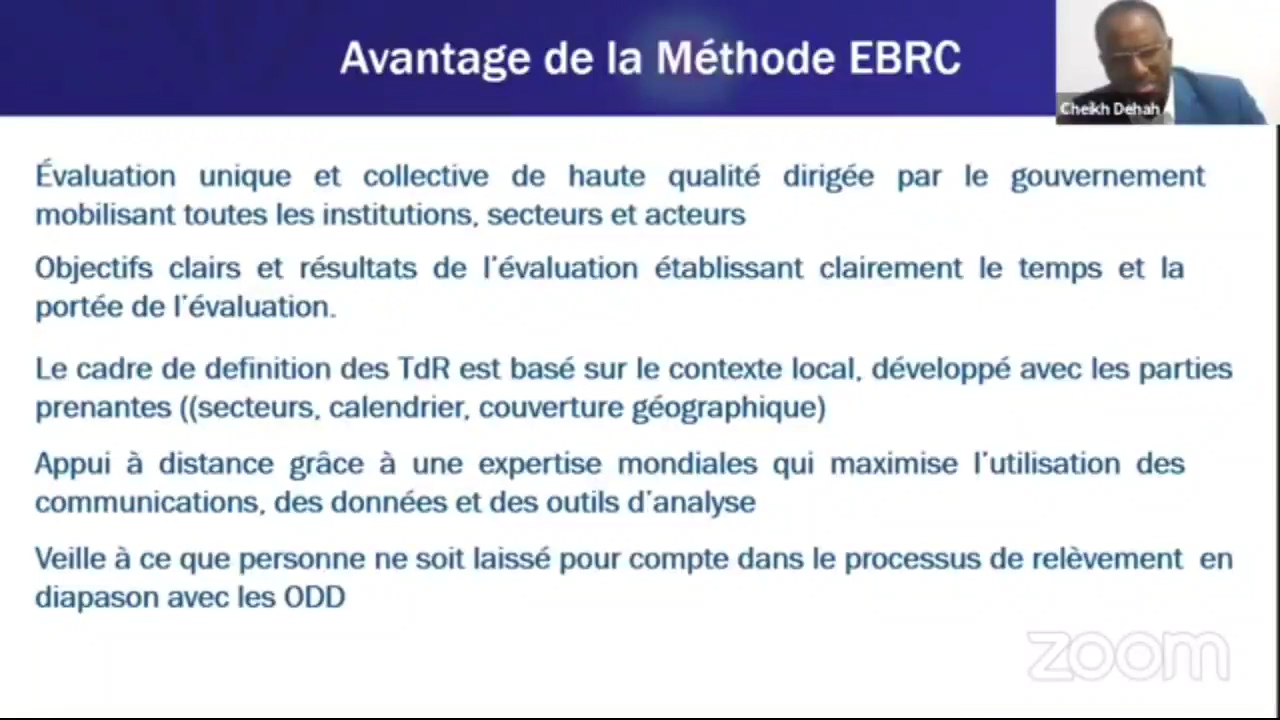 Avantage de la Méthode EBRC
Cheikh Dehah
Évaluation unique et collective de haute qualité dirigée par le gouvernement
mobilisant toutes les institutions, secteurs et acteurs
Objectifs clairs et résultats de l'évaluation établissant clairement le temps et la
portée de l'évaluation.
Le cadre de definition des TdR est basé sur le contexte local, développé avec les parties
prenantes ((secteurs, calendrier, couverture géographique)
Appui à distance grâce à une expertise mondiales qui maximise l'utilisation des
communications, des données et des outils d'analyse
Veille à ce que personne ne soit laissé pour compte dans le processus de relèvement en
diapason avec les ODD
zoom